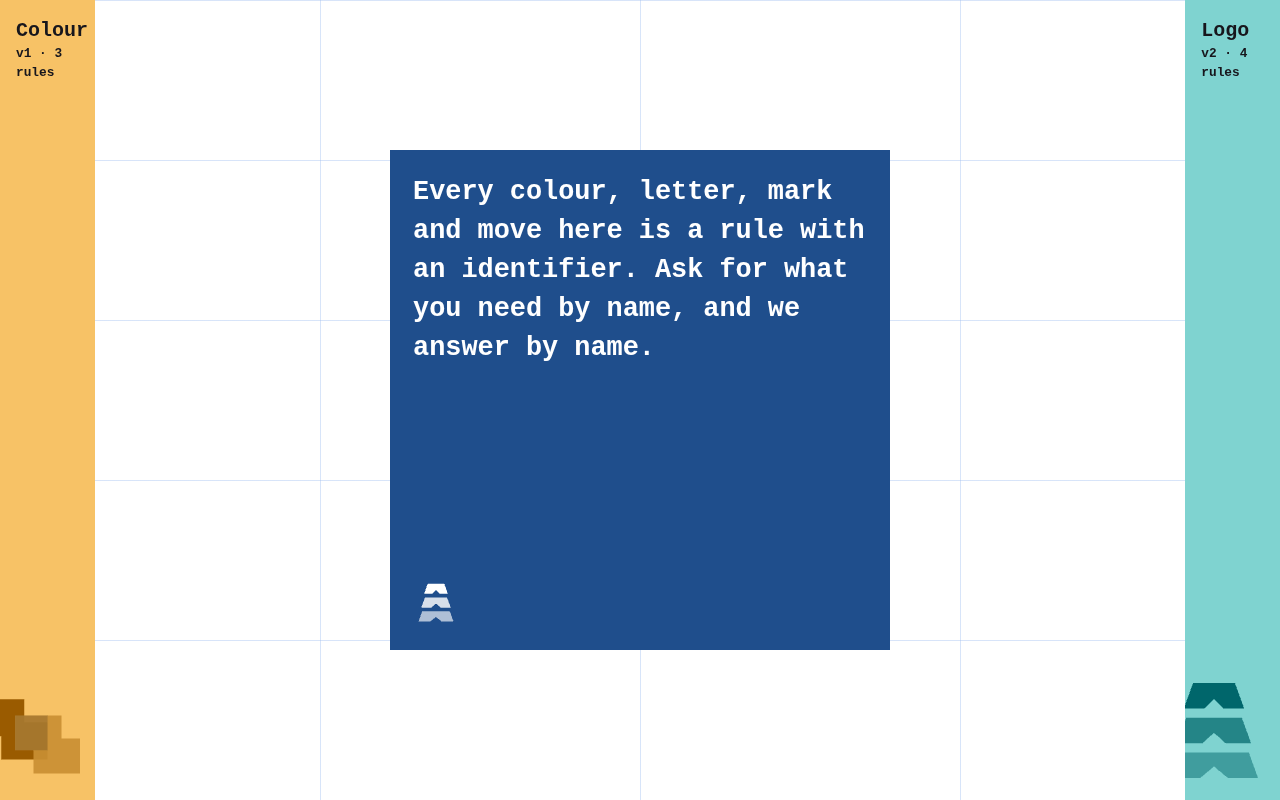 Colour
v1 · 3
rules
Every colour, letter, mark
and move here is a rule with
an identifier. Ask for what
you need by name, and we
answer by name.
Logo
v2 · 4
rules